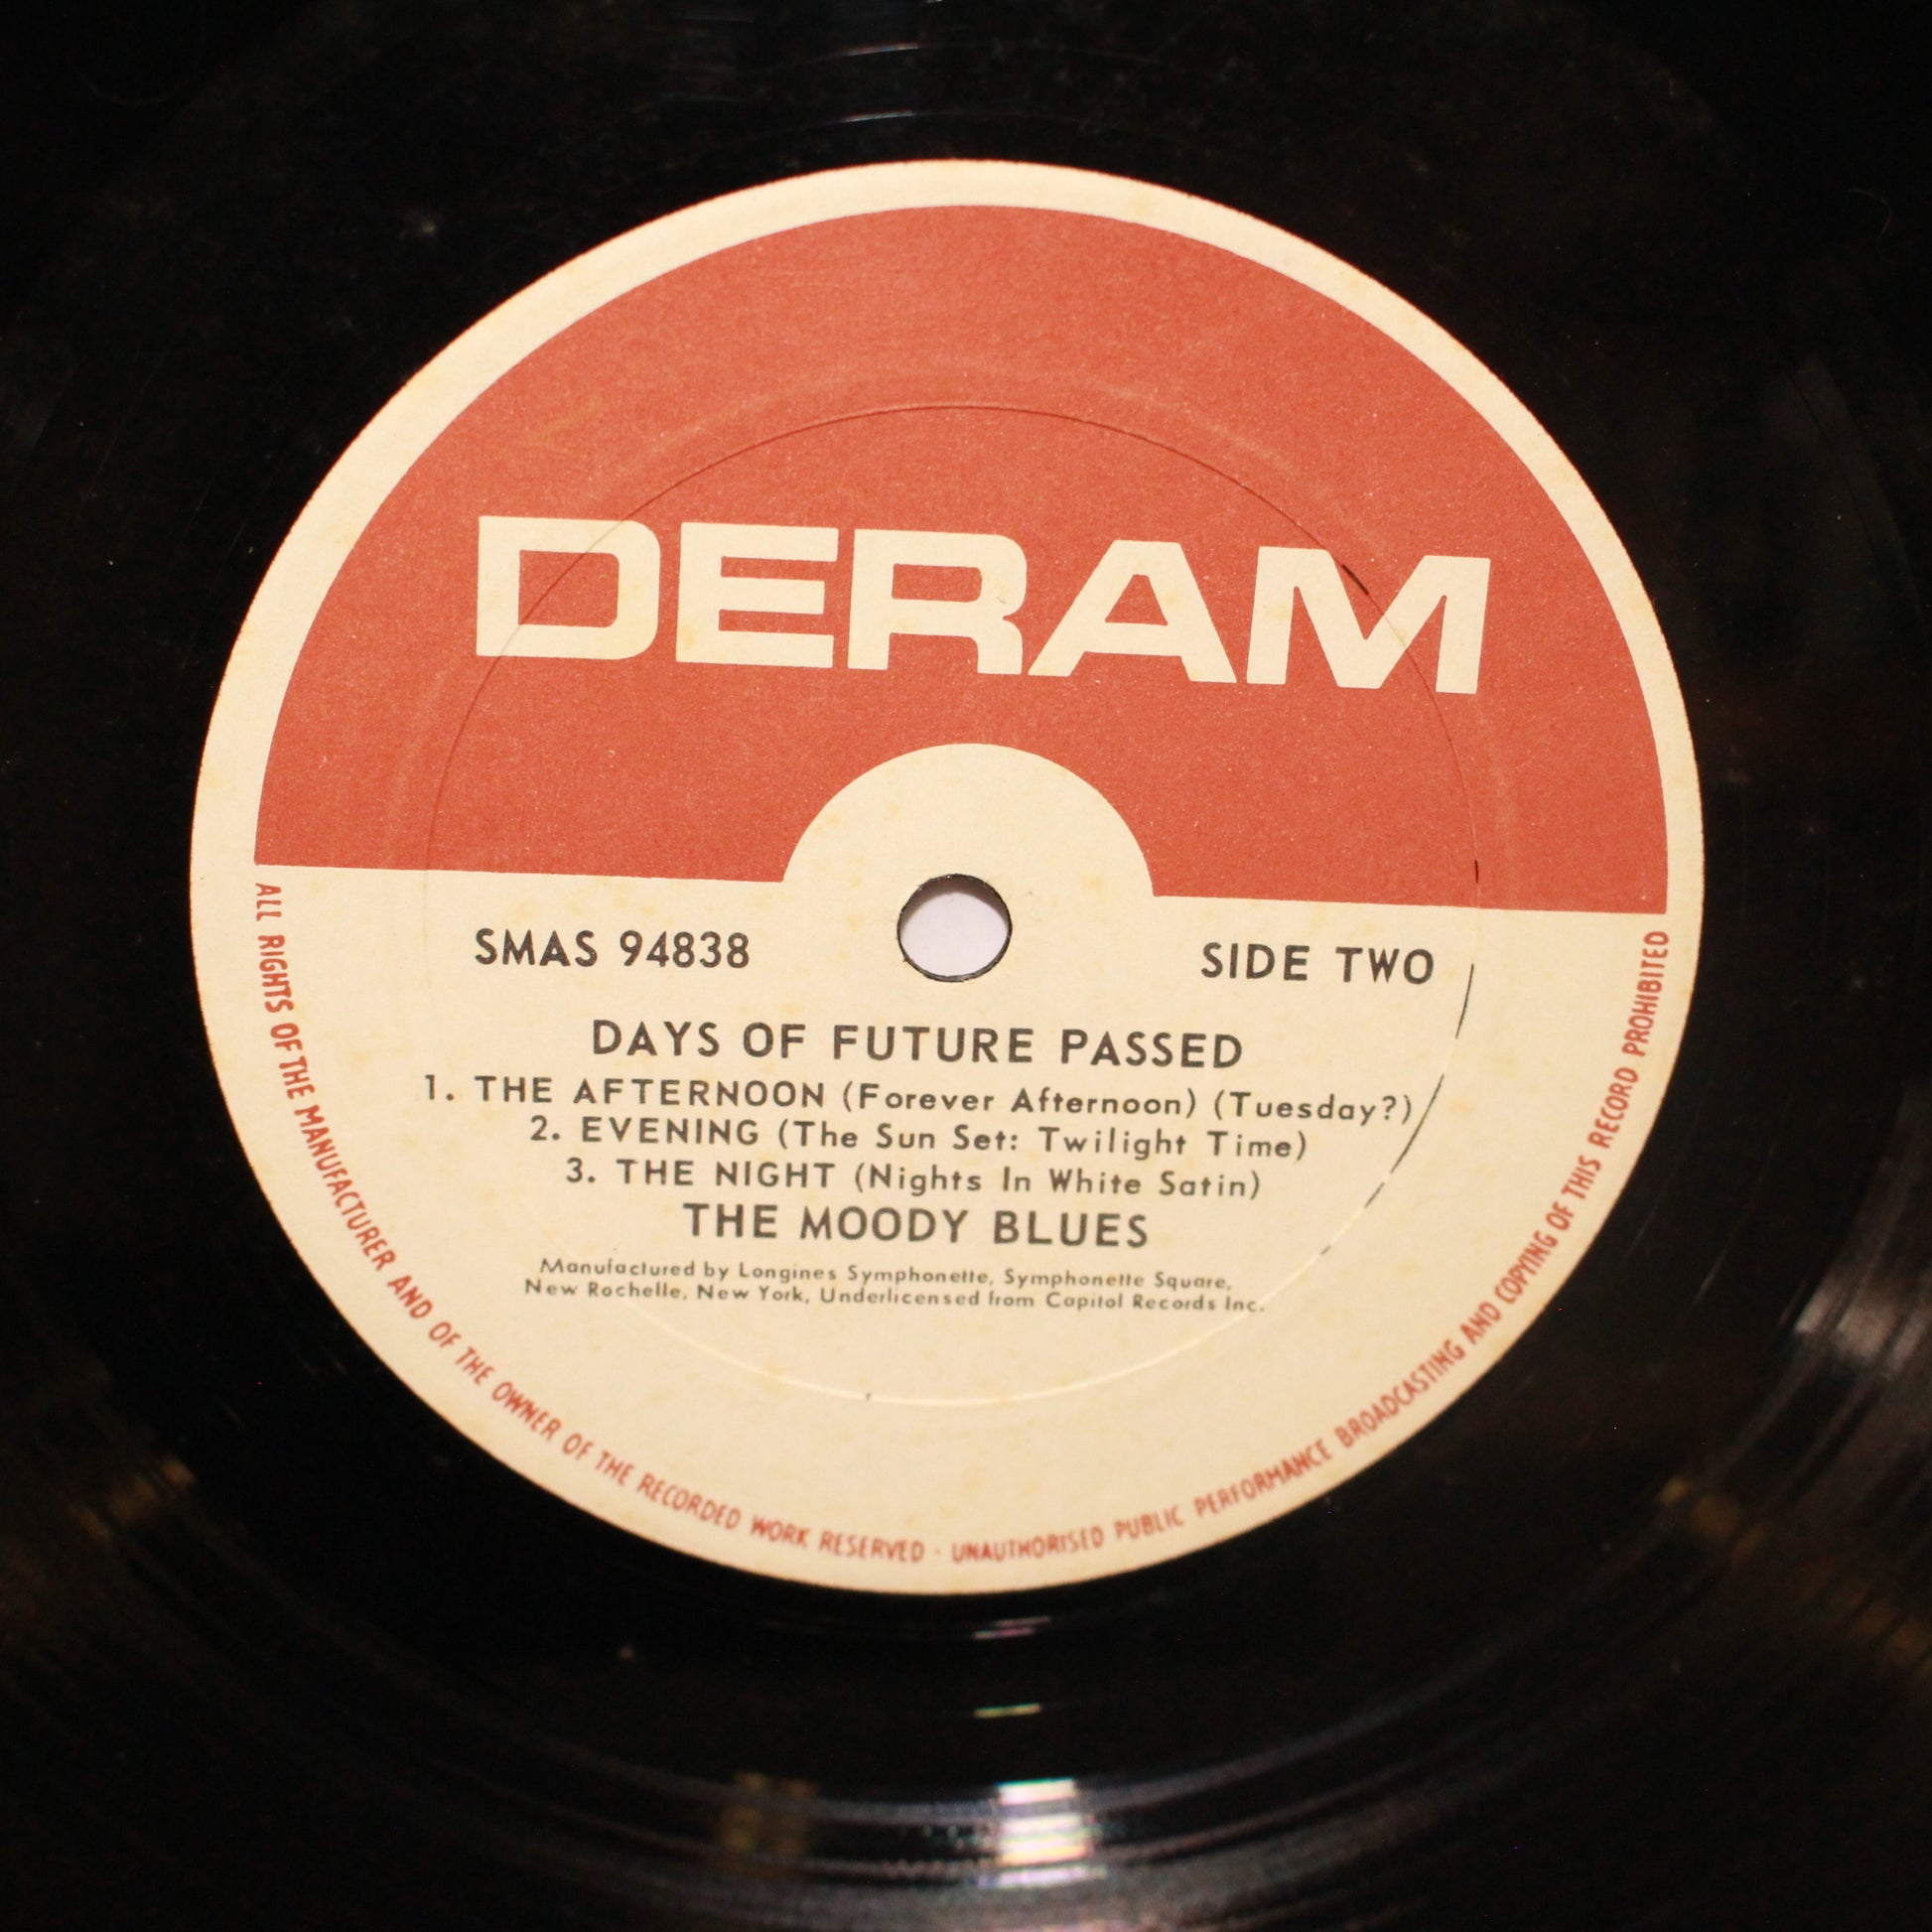 DERAM
SMAS 94838
SIDE TWO
DAYS OF FUTURE PASSED
1. THE AFTERNOON (Forever Afternoon) (Tuesday?)
2. EVENING (The Sun Set: Twilight Time)
3. THE NIGHT (Nights In White Satin)
THE MOODY BLUES
Manufactured by Longines Symphonette, Symphonette Square,
New Rochelle, New York, Underlicensed from Capitol Records Inc.
ALL RIGHTS OF THE MANUFACTURER AND OF THE OWNER OF THE RECORDED WORK RESERVED · UNAUTHORISED PUBLIC PERFORMANCE BROADCASTING AND COPYING OF THIS RECORD PROHIBITED